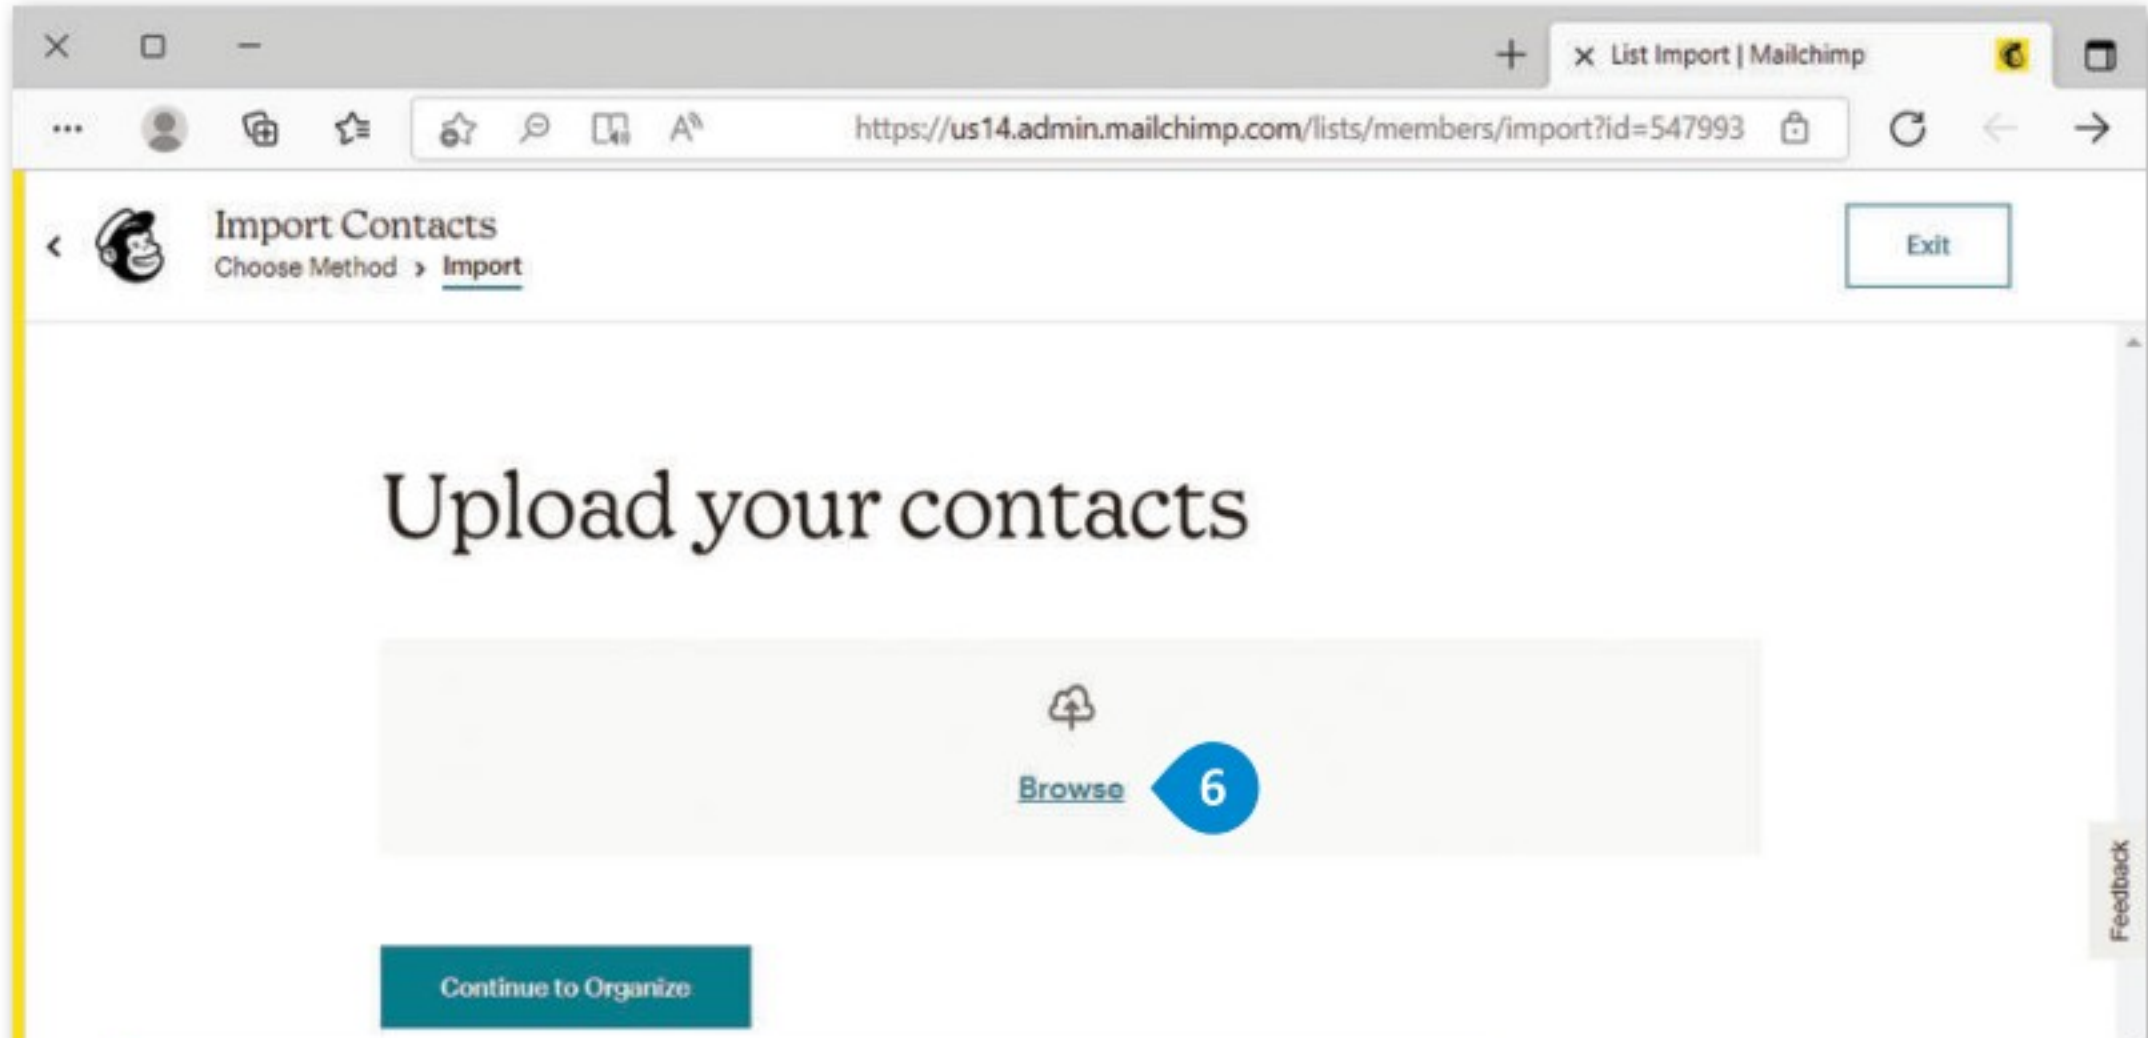 List Import | Mailchimp
https://us14.admin.mailchimp.com/lists/members/import?id=547993
Import Contacts
Choose Method > Import
Exit
Upload your contacts
Browse
6
Continue to Organize
Feedback